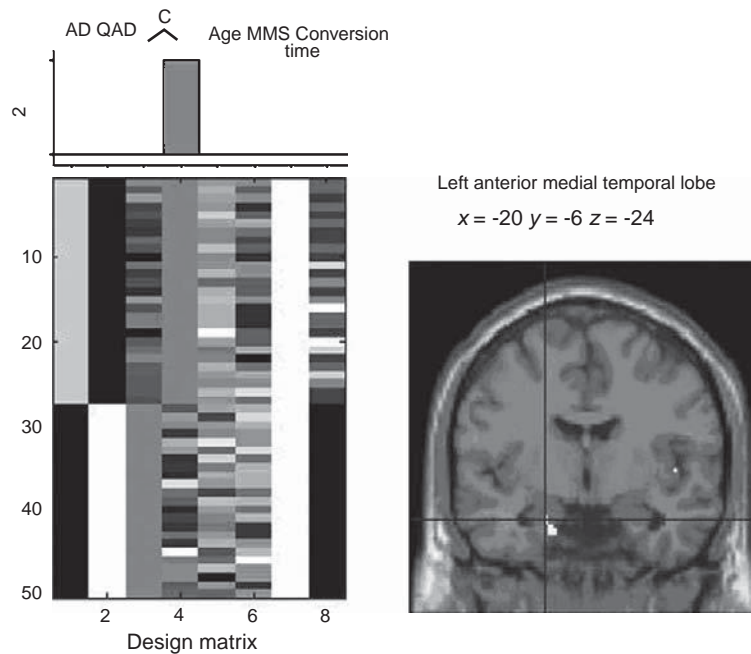 C
AD QAD
Age MMS Conversion
time
2
10
20
30
40
50
2 4 6 8
Design matrix
Left anterior medial temporal lobe
x = -20 y = -6 z = -24